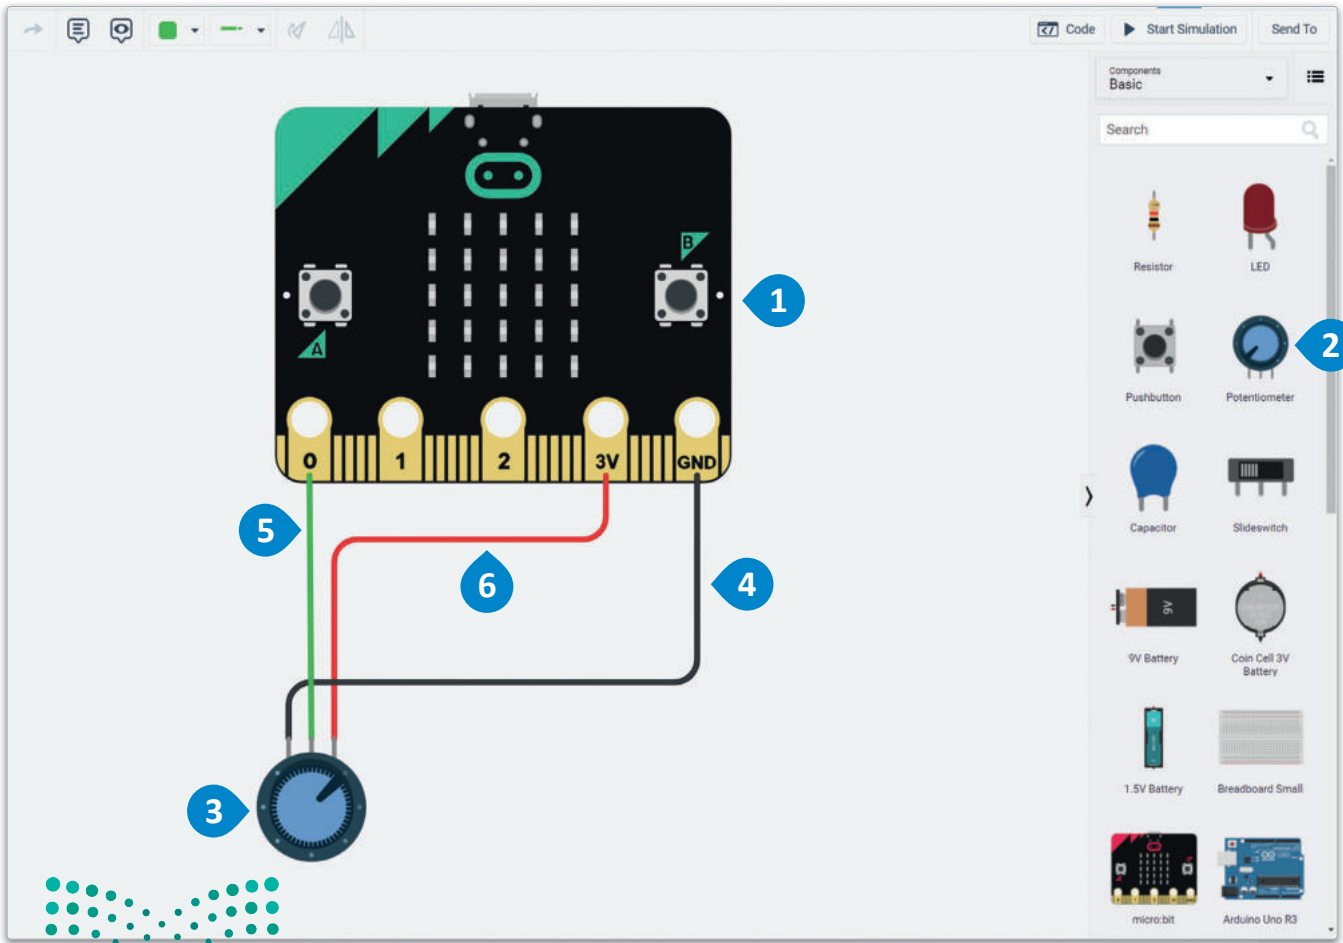 Code
Start Simulation
Send To
Components
Basic
Search
Resistor
LED
Pushbutton
Potentiometer
Capacitor
Slideswitch
9V
9V Battery
Coin Cell 3V
Battery
1.5V Battery
Breadboard Small
micro:bit
Arduino Uno R3
A
B
0
1
2
3V
GND
1
2
3
4
5
6